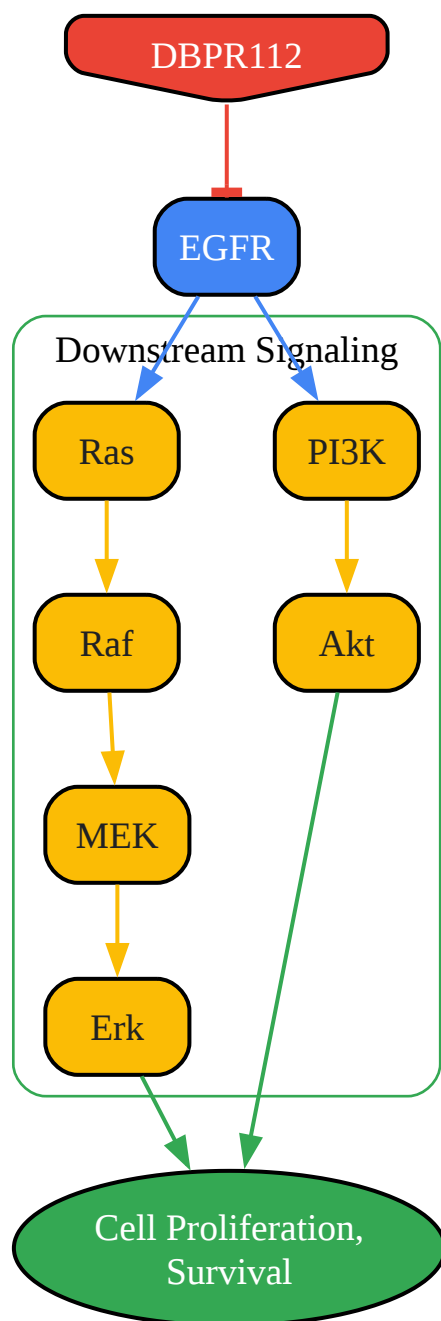 DBPR112
EGFR
Downstream Signaling
Ras
PI3K
Raf
Akt
MEK
Erk
Cell Proliferation,
Survival